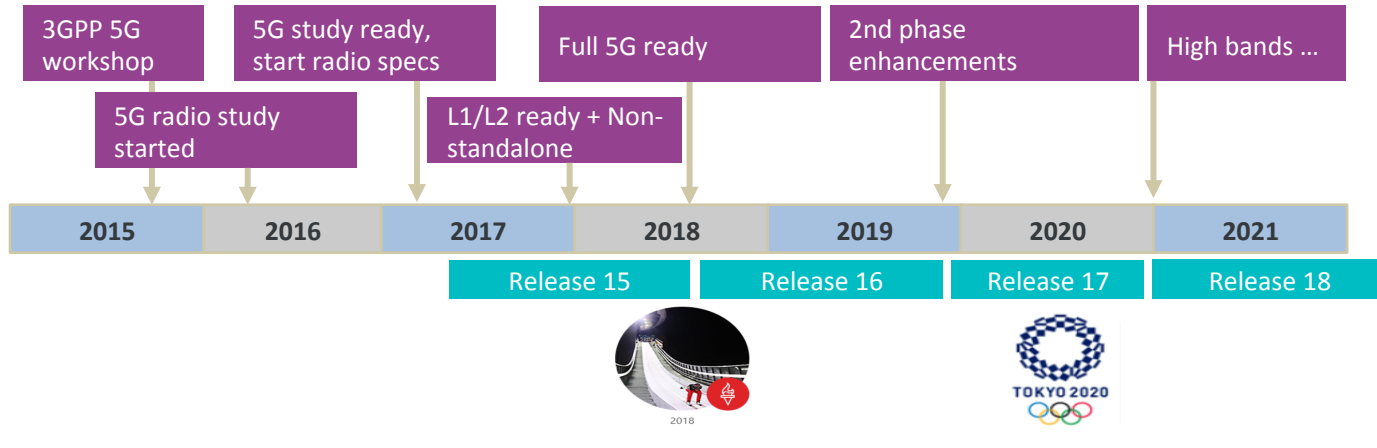 3GPP 5G
workshop
5G study ready,
start radio specs
Full 5G ready
2nd phase
enhancements
High bands …
5G radio study
started
L1/L2 ready + Non-
standalone
2015
2016
2017
2018
2019
2020
2021
Release 15
Release 16
Release 17
Release 18
2018
TOKYO 2020